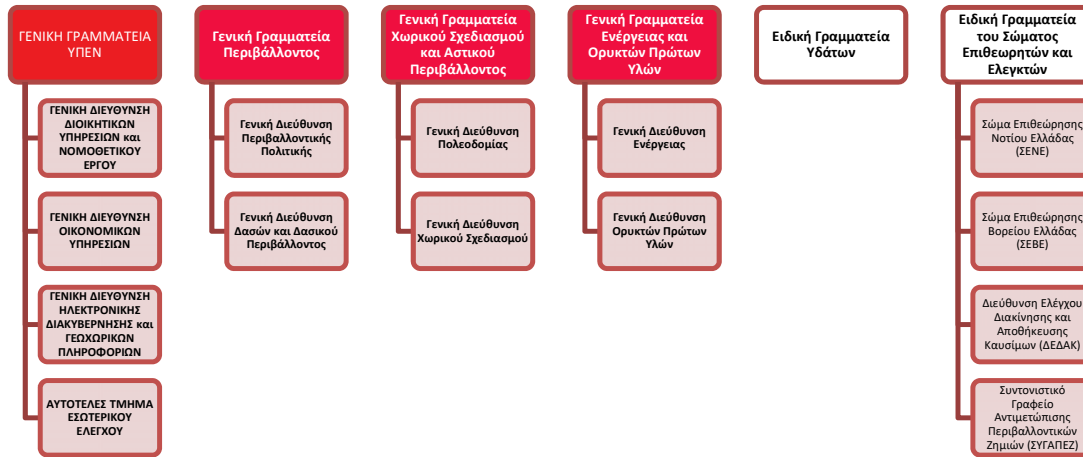 ΓΕΝΙΚΗ ΓΡΑΜΜΑΤΕΙΑ
ΥΠΕΝ
ΓΕΝΙΚΗ ΔΙΕΥΘΥΝΣΗ
ΔΙΟΙΚΗΤΙΚΩΝ
ΥΠΗΡΕΣΙΩΝ και
ΝΟΜΟΘΕΤΙΚΟΥ
ΕΡΓΟΥ
ΓΕΝΙΚΗ ΔΙΕΥΘΥΝΣΗ
ΟΙΚΟΝΟΜΙΚΩΝ
ΥΠΗΡΕΣΙΩΝ
ΓΕΝΙΚΗ ΔΙΕΥΘΥΝΣΗ
ΗΛΕΚΤΡΟΝΙΚΗΣ
ΔΙΑΚΥΒΕΡΝΗΣΗΣ και
ΓΕΩΧΩΡΙΚΩΝ
ΠΛΗΡΟΦΟΡΙΩΝ
ΑΥΤΟΤΕΛΕΣ ΤΜΗΜΑ
ΕΣΩΤΕΡΙΚΟΥ
ΕΛΕΓΧΟΥ
Γενική Γραμματεία
Περιβάλλοντος
Γενική Διεύθυνση
Περιβαλλοντικής
Πολιτικής
Γενική Διεύθυνση
Δασών και Δασικού
Περιβάλλοντος
Γενική Γραμματεία
Χωρικού Σχεδιασμού
και Αστικού
Περιβάλλοντος
Γενική Διεύθυνση
Πολεοδομίας
Γενική Διεύθυνση
Χωρικού Σχεδιασμού
Γενική Γραμματεία
Ενέργειας και
Ορυκτών Πρώτων
Υλών
Γενική Διεύθυνση
Ενέργειας
Γενική Διεύθυνση
Ορυκτών Πρώτων
Υλών
Ειδική Γραμματεία
Υδάτων
Ειδική Γραμματεία
του Σώματος
Επιθεωρητών και
Ελεγκτών
Σώμα Επιθεώρησης
Νοτίου Ελλάδας
(ΣΕΝΕ)
Σώμα Επιθεώρησης
Βορείου Ελλάδας
(ΣΕΒΕ)
Διεύθυνση Ελέγχου
Διακίνησης και
Αποθήκευσης
Καυσίμων (ΔΕΔΑΚ)
Συντονιστικό
Γραφείο
Αντιμετώπισης
Περιβαλλοντικών
Ζημιών (ΣΥΓΑΠΕΖ)